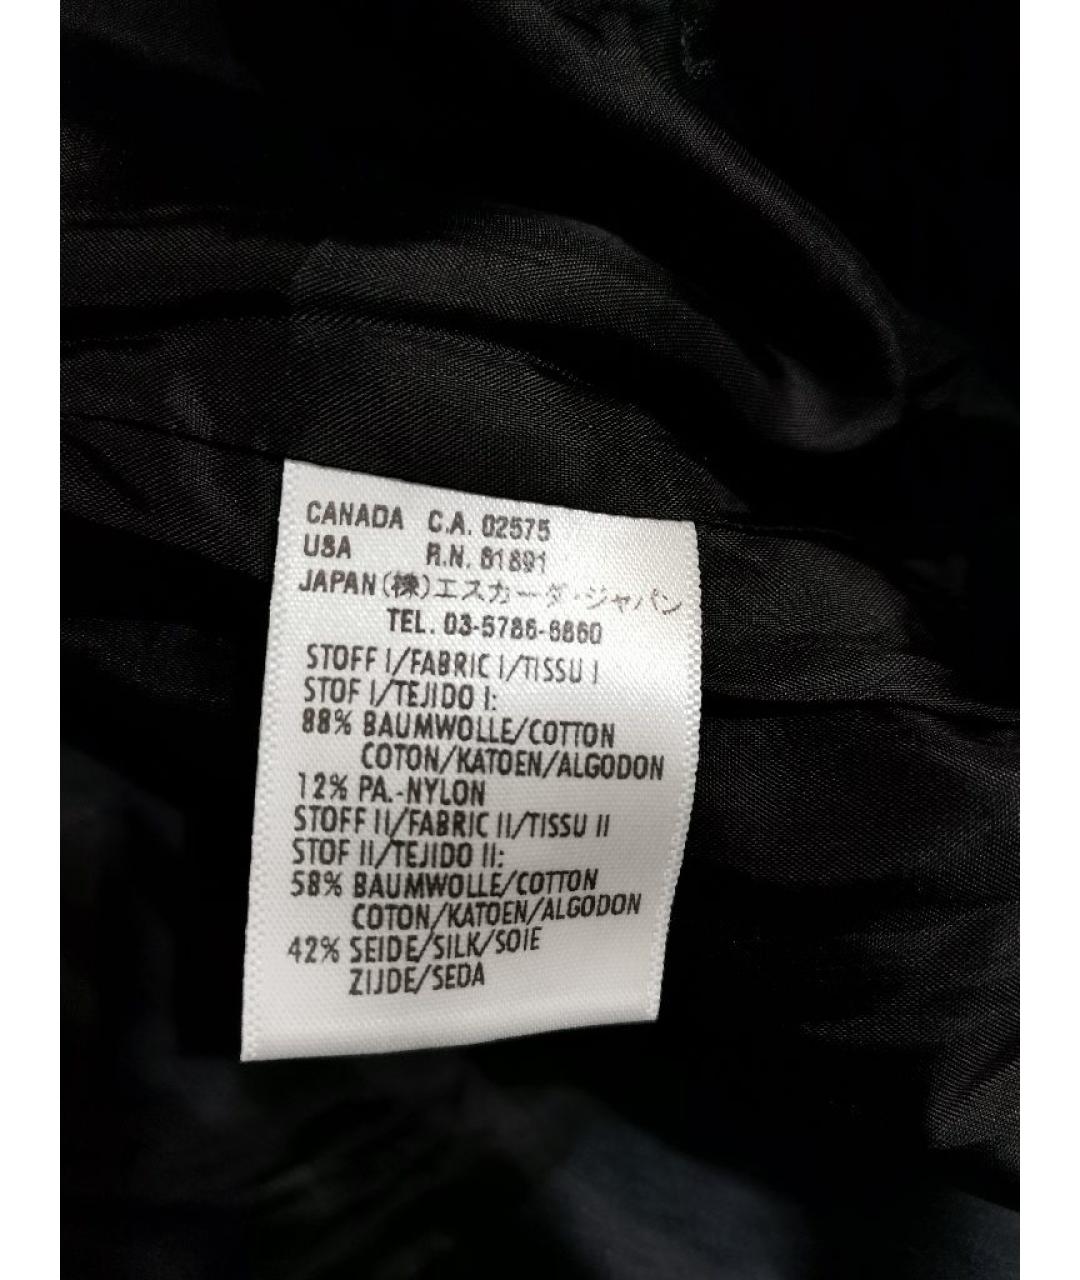 CANADA C.A. 02575
USA R.N. 61891
JAPAN (株)エスカーダ・ジャパン
TEL. 03-5786-6860
STOFF I/FABRIC I/TISSU I
STOF I/TEJIDO I:
88% BAUMWOLLE/COTTON
COTON/KATOEN/ALGODON
12% PA.-NYLON
STOFF II/FABRIC II/TISSU II
STOF II/TEJIDO II:
58% BAUMWOLLE/COTTON
COTON/KATOEN/ALGODON
42% SEIDE/SILK/SOIE
ZIJDE/SEDA